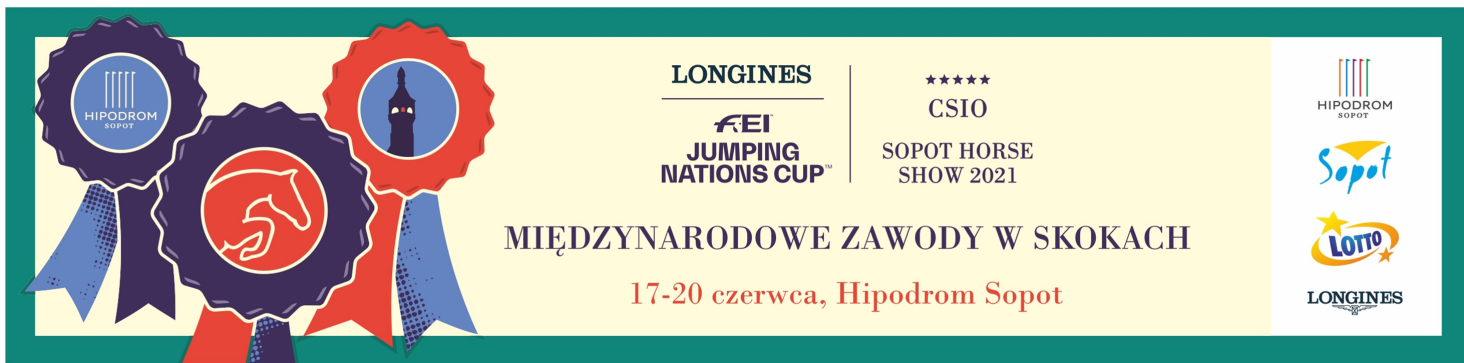 HIPODROM
SOPOT
LONGINES
FEI
JUMPING
NATIONS CUP™
★★★★★
CSIO
SOPOT HORSE
SHOW 2021
MIĘDZYNARODOWE ZAWODY W SKOKACH
17-20 czerwca, Hipodrom Sopot
HIPODROM
SOPOT
Sopot
LOTTO
LONGINES